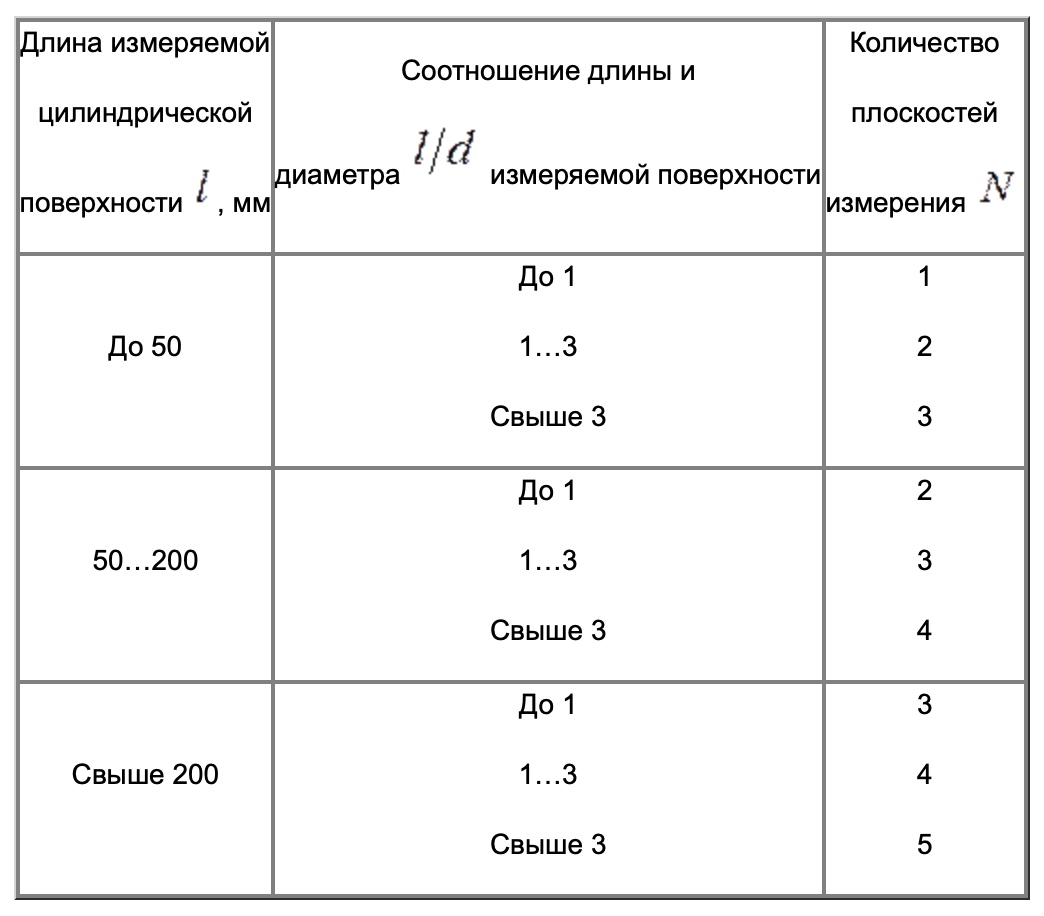 Длина измеряемой
цилиндрической
поверхности l , мм
Соотношение длины и
диаметра l/d измеряемой поверхности
Количество
плоскостей
измерения N
До 50
До 1
1
1…3
2
Свыше 3
3
50…200
До 1
2
1…3
3
Свыше 3
4
Свыше 200
До 1
3
1…3
4
Свыше 3
5